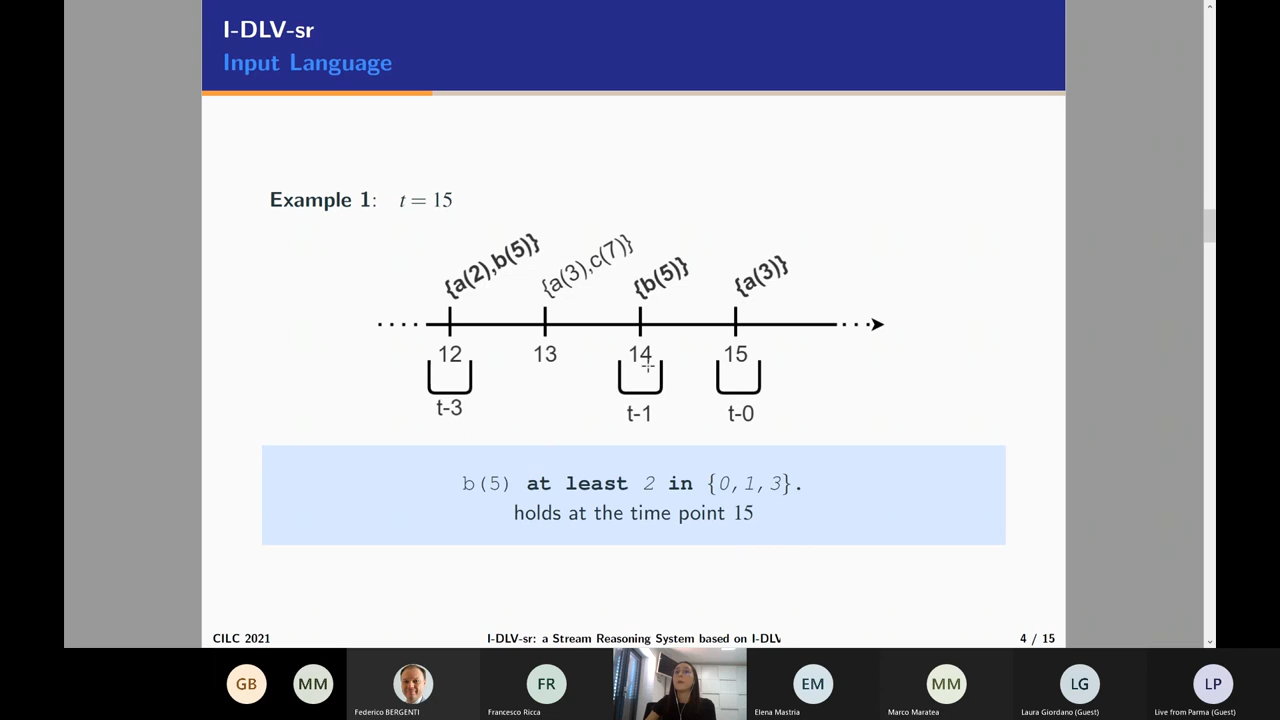 I-DLV-sr
Input Language
Example 1: t = 15
{a(2),b(5)} {a(3),c(7)} {b(5)} {a(3)}
12 13 14 15
t-3 t-1 t-0
b(5) at least 2 in {0,1,3}.
holds at the time point 15
CILC 2021 I-DLV-sr: a Stream Reasoning System based on I-DLV 4 / 15
GB MM FR EM MM LG LP
Federico BERGENTI Francesco Ricca Elena Mastria Marco Maratea Laura Giordano (Guest) Live from Parma (Guest)